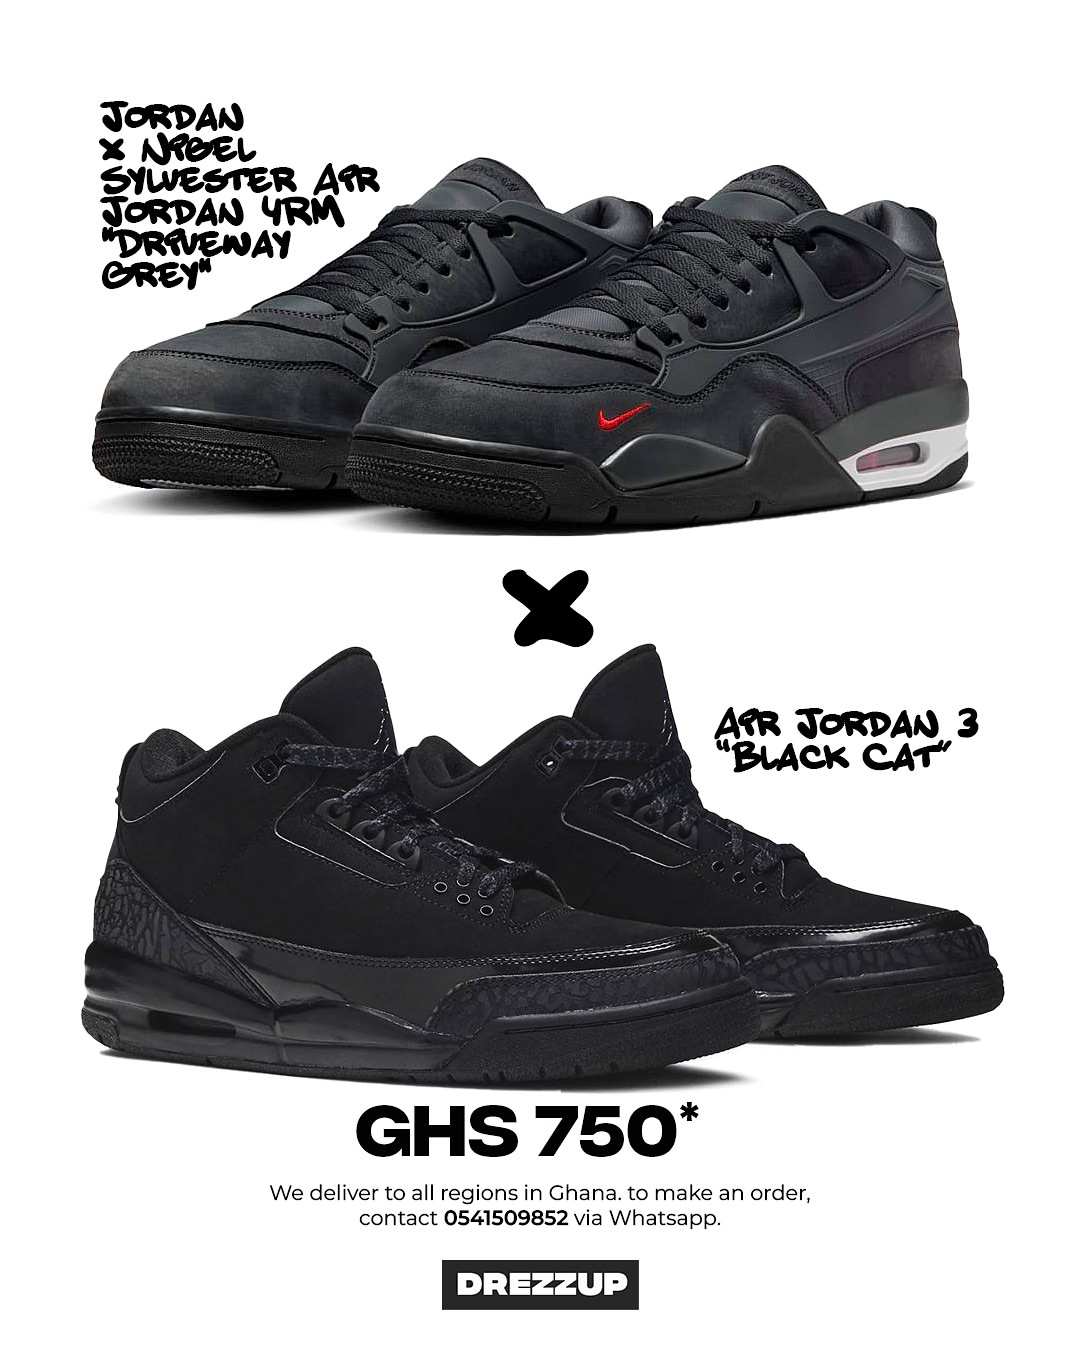 JORDAN
X NIGEL
SYLVESTER AIR
JORDAN 4RM
"DRIVEWAY
GREY"
AIR JORDAN 3
"BLACK CAT"
GHS 750*
We deliver to all regions in Ghana. to make an order,
contact 0541509852 via Whatsapp.
DREZZUP